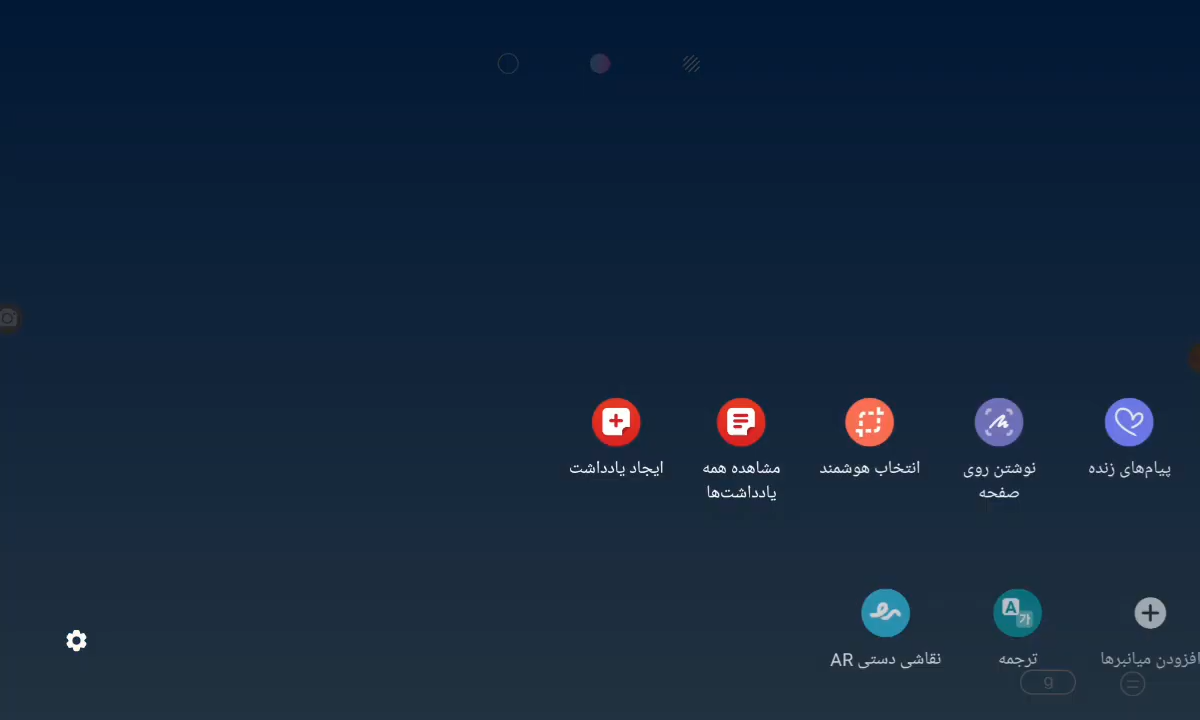 پیام‌های زنده
نوشتن روی
صفحه
انتخاب هوشمند
مشاهده همه
یادداشت‌ها
ایجاد یادداشت
افزودن میانبرها
ترجمه
A
가
نقاشی دستی AR
g